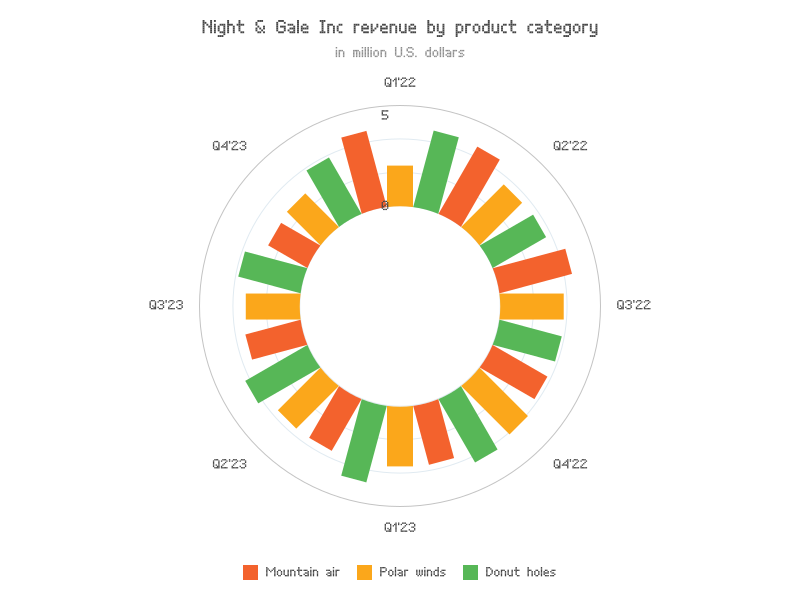 Night & Gale Inc revenue by product category
in million U.S. dollars
Q1'22
5
Q4'23
Q2'22
0
Q3'23
Q3'22
Q2'23
Q4'22
Q1'23
Mountain air
Polar winds
Donut holes